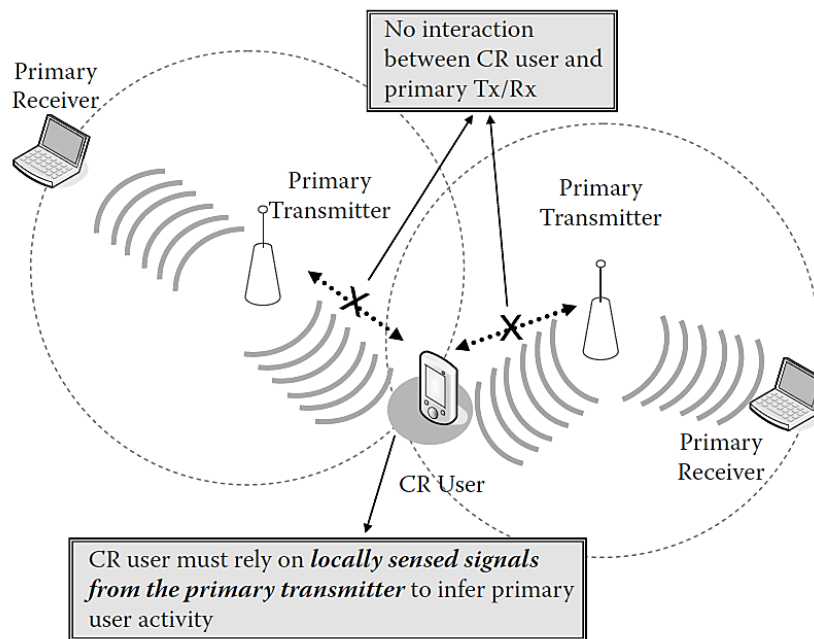 No interaction
between CR user and
primary Tx/Rx
Primary
Receiver
Primary
Transmitter
Primary
Transmitter
CR User
Primary
Receiver
CR user must rely on locally sensed signals
from the primary transmitter to infer primary
user activity